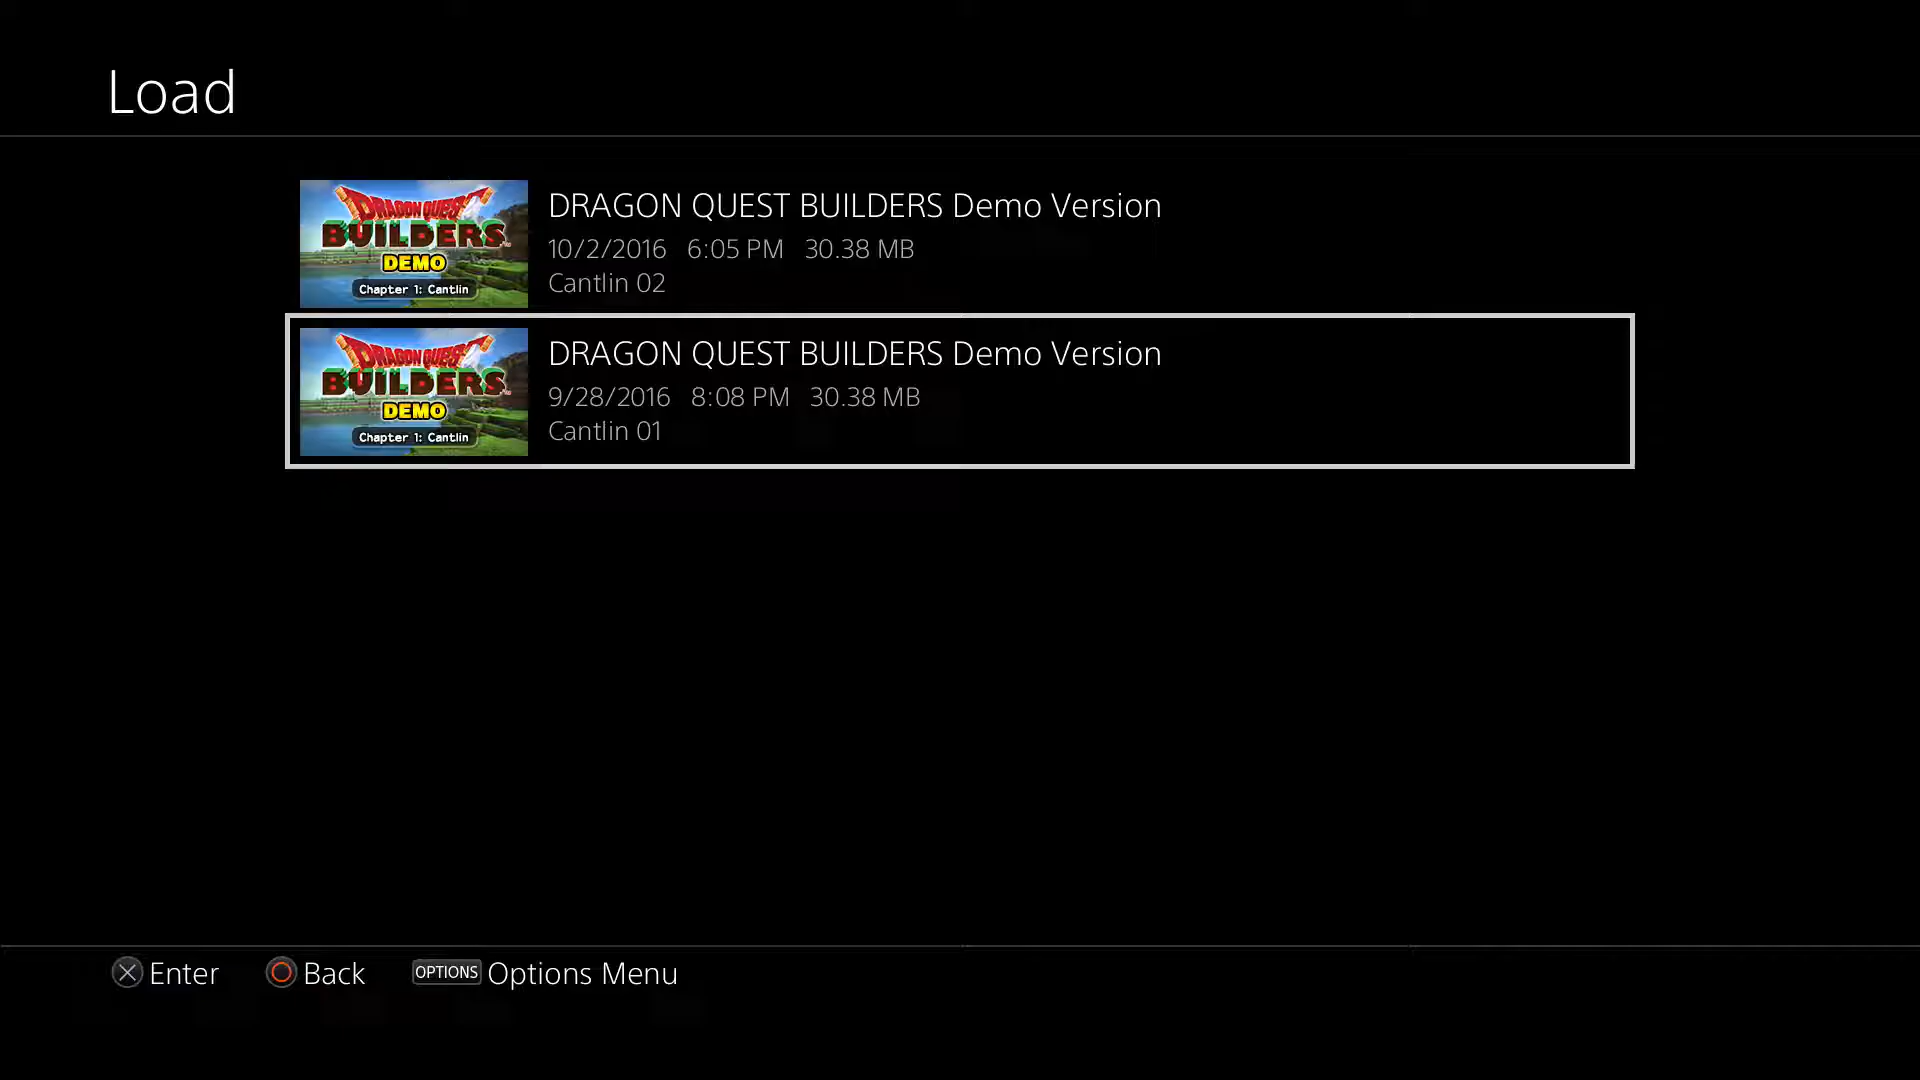 Load
DRAGON QUEST
BUILDERS
DEMO
Chapter 1: Cantlin
DRAGON QUEST BUILDERS Demo Version
10/2/2016 6:05 PM 30.38 MB
Cantlin 02
DRAGON QUEST
BUILDERS
DEMO
Chapter 1: Cantlin
DRAGON QUEST BUILDERS Demo Version
9/28/2016 8:08 PM 30.38 MB
Cantlin 01
Enter Back OPTIONS Options Menu